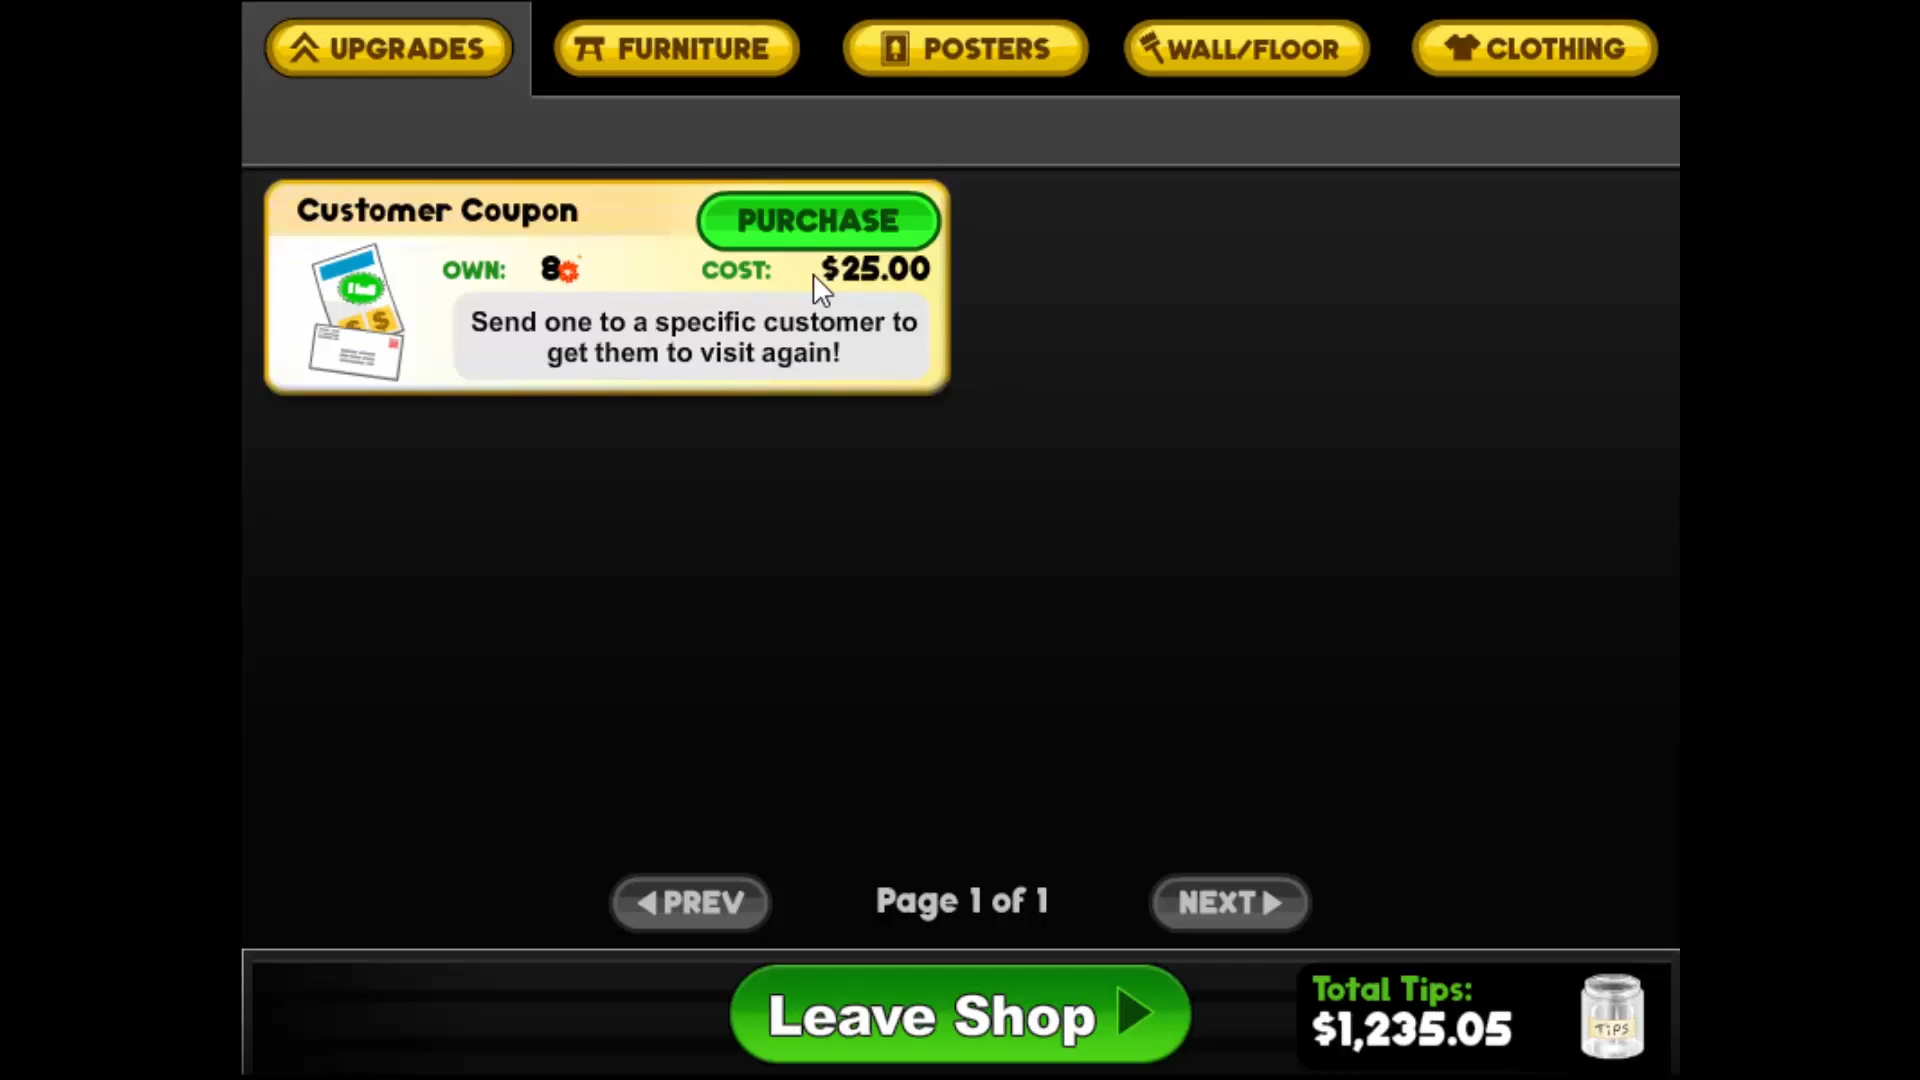 UPGRADES
FURNITURE
POSTERS
WALL/FLOOR
CLOTHING
Customer Coupon
PURCHASE
OWN: 8
COST: $25.00
Send one to a specific customer to
get them to visit again!
PREV
Page 1 of 1
NEXT
Leave Shop
Total Tips:
$1,235.05
TIPS